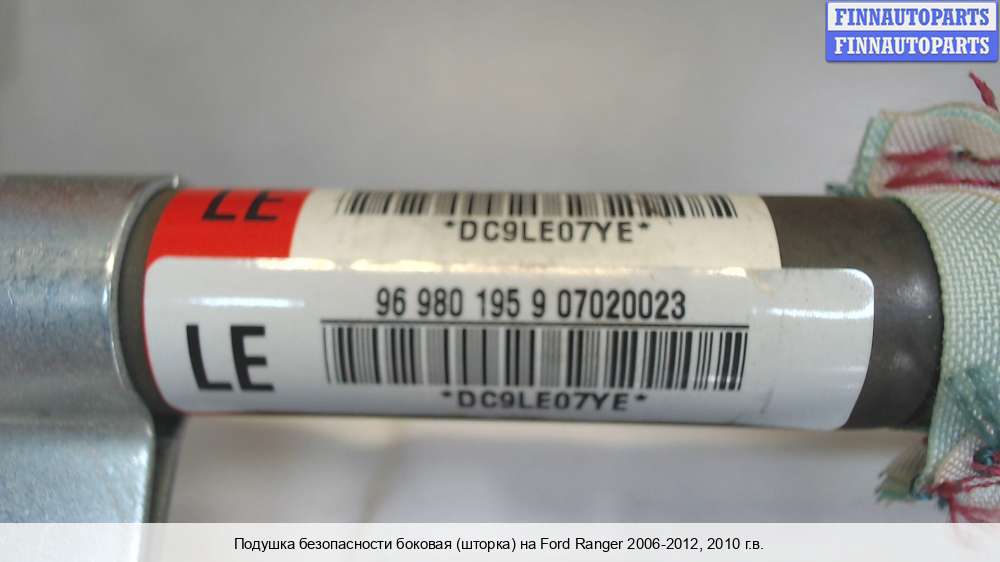 FINNAUTOPARTS
FINNAUTOPARTS
LE
*DC9LE07YE*
96 980 195 9 07020023
LE
*DC9LE07YE*
Подушка безопасности боковая (шторка) на Ford Ranger 2006-2012, 2010 г.в.